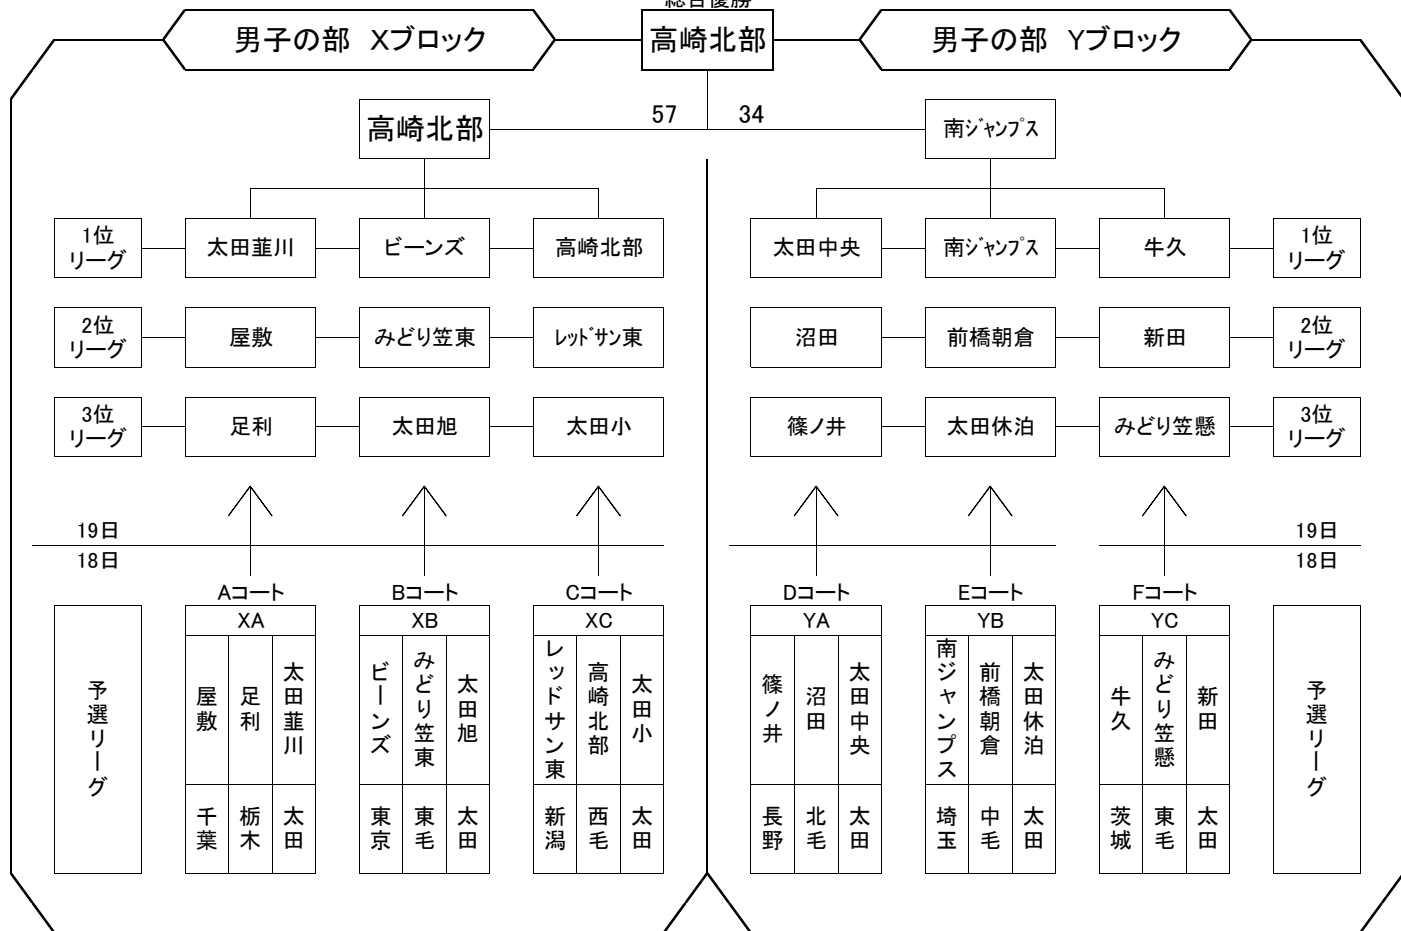 総合優勝
男子の部 Xブロック
高崎北部
男子の部 Yブロック
57 34
高崎北部
南ジャンプス
1位
リーグ
太田韮川
ビーンズ
高崎北部
太田中央
南ジャンプス
牛久
1位
リーグ
2位
リーグ
屋敷
みどり笠東
レッドサン東
沼田
前橋朝倉
新田
2位
リーグ
3位
リーグ
足利
太田旭
太田小
篠ノ井
太田休泊
みどり笠懸
3位
リーグ
19日
18日
19日
18日
Aコート
Bコート
Cコート
Dコート
Eコート
Fコート
XA
XB
XC
YA
YB
YC
予選リーグ
屋敷
足利
太田韮川
ビーンズ
みどり笠東
太田旭
レッドサン東
高崎北部
太田小
篠ノ井
沼田
太田中央
南ジャンプス
前橋朝倉
太田休泊
牛久
みどり笠懸
新田
予選リーグ
千葉
栃木
太田
東京
東毛
太田
新潟
西毛
太田
長野
北毛
太田
埼玉
中毛
太田
茨城
東毛
太田